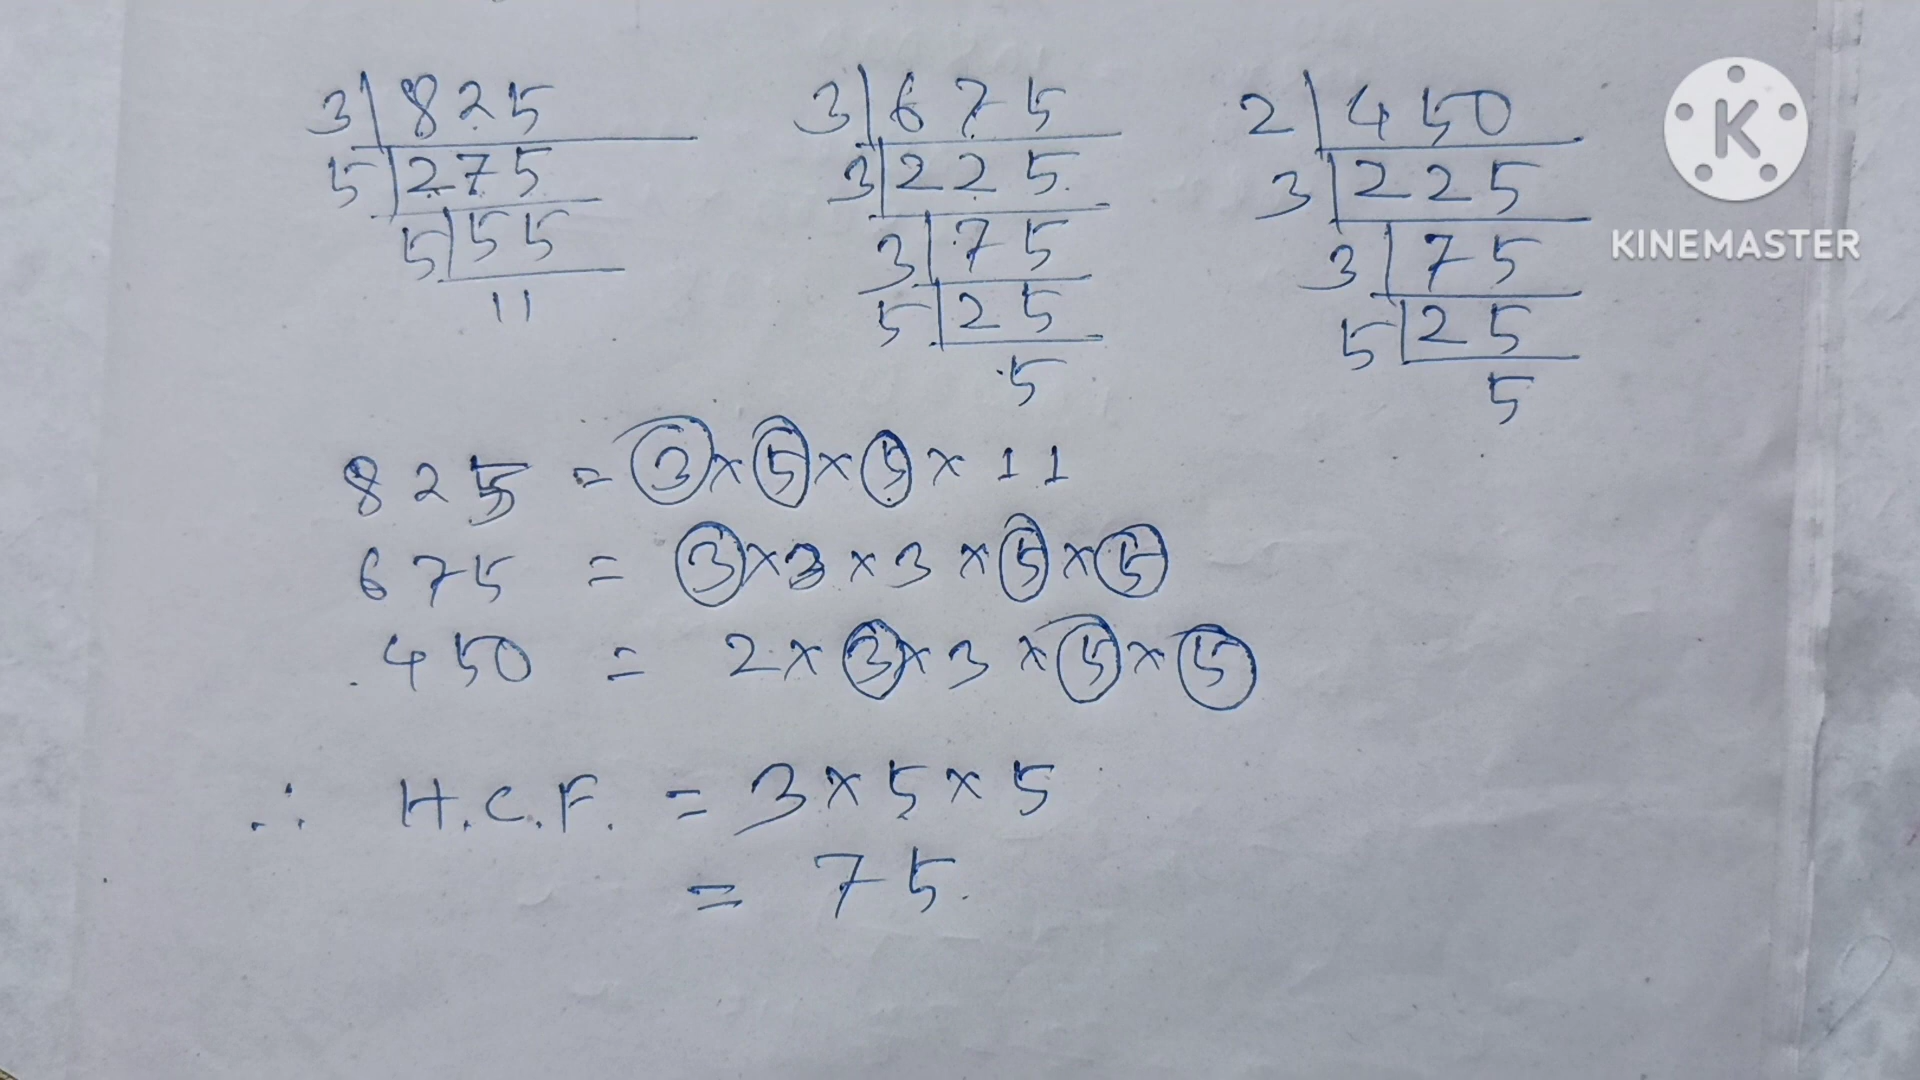 3 | 825
5 | 275
5 | 55
11
3 | 675
3 | 225
3 | 75
5 | 25
5
2 | 450
3 | 225
3 | 75
5 | 25
5
K
KINEMASTER
825 = 3 × 5 × 5 × 11
675 = 3 × 3 × 3 × 5 × 5
450 = 2 × 3 × 3 × 5 × 5
∴ H.C.F. = 3 × 5 × 5
= 75.